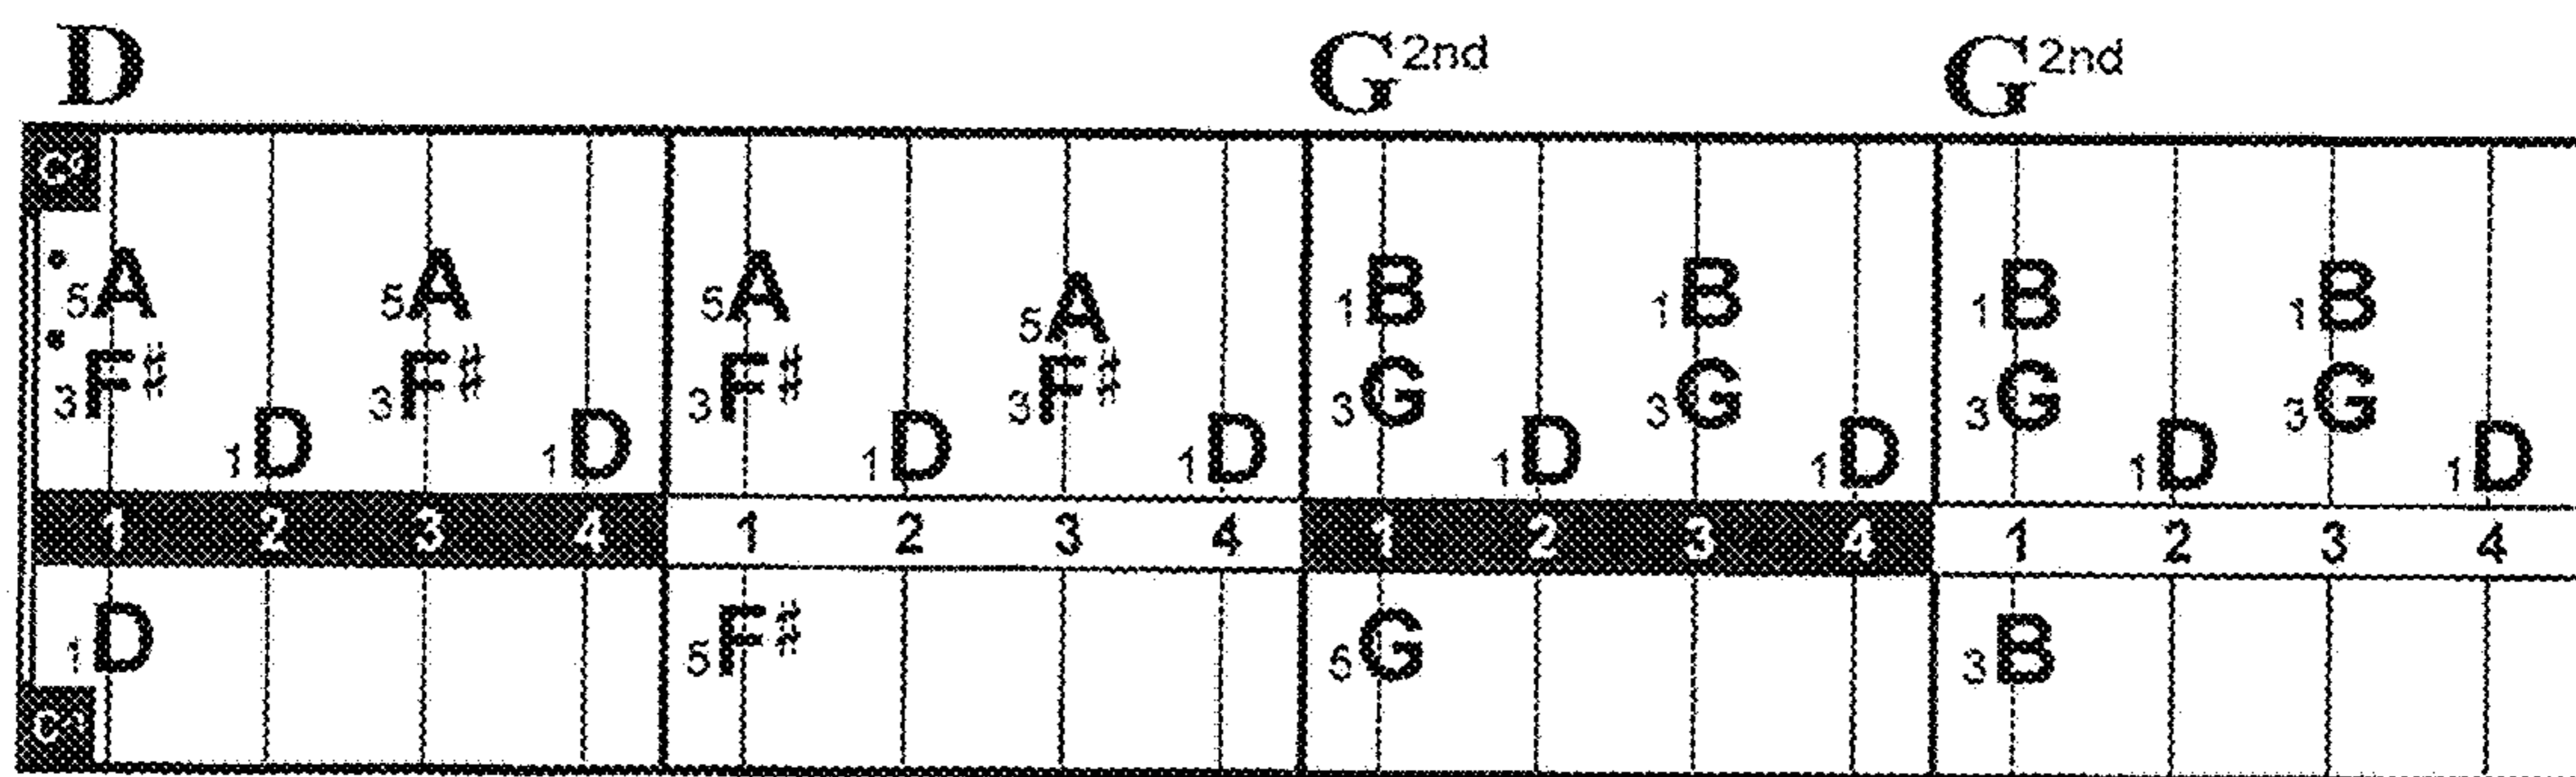 D G2nd G2nd
5A 5A 5A 5A 1B 1B 1B 1B
3F# 3F# 3F# 3F# 3G 3G 3G 3G
1D 1D 1D 1D 1D 1D 1D 1D
1 2 3 4 1 2 3 4 1 2 3 4 1 2 3 4
1D 5F# 5G 3B